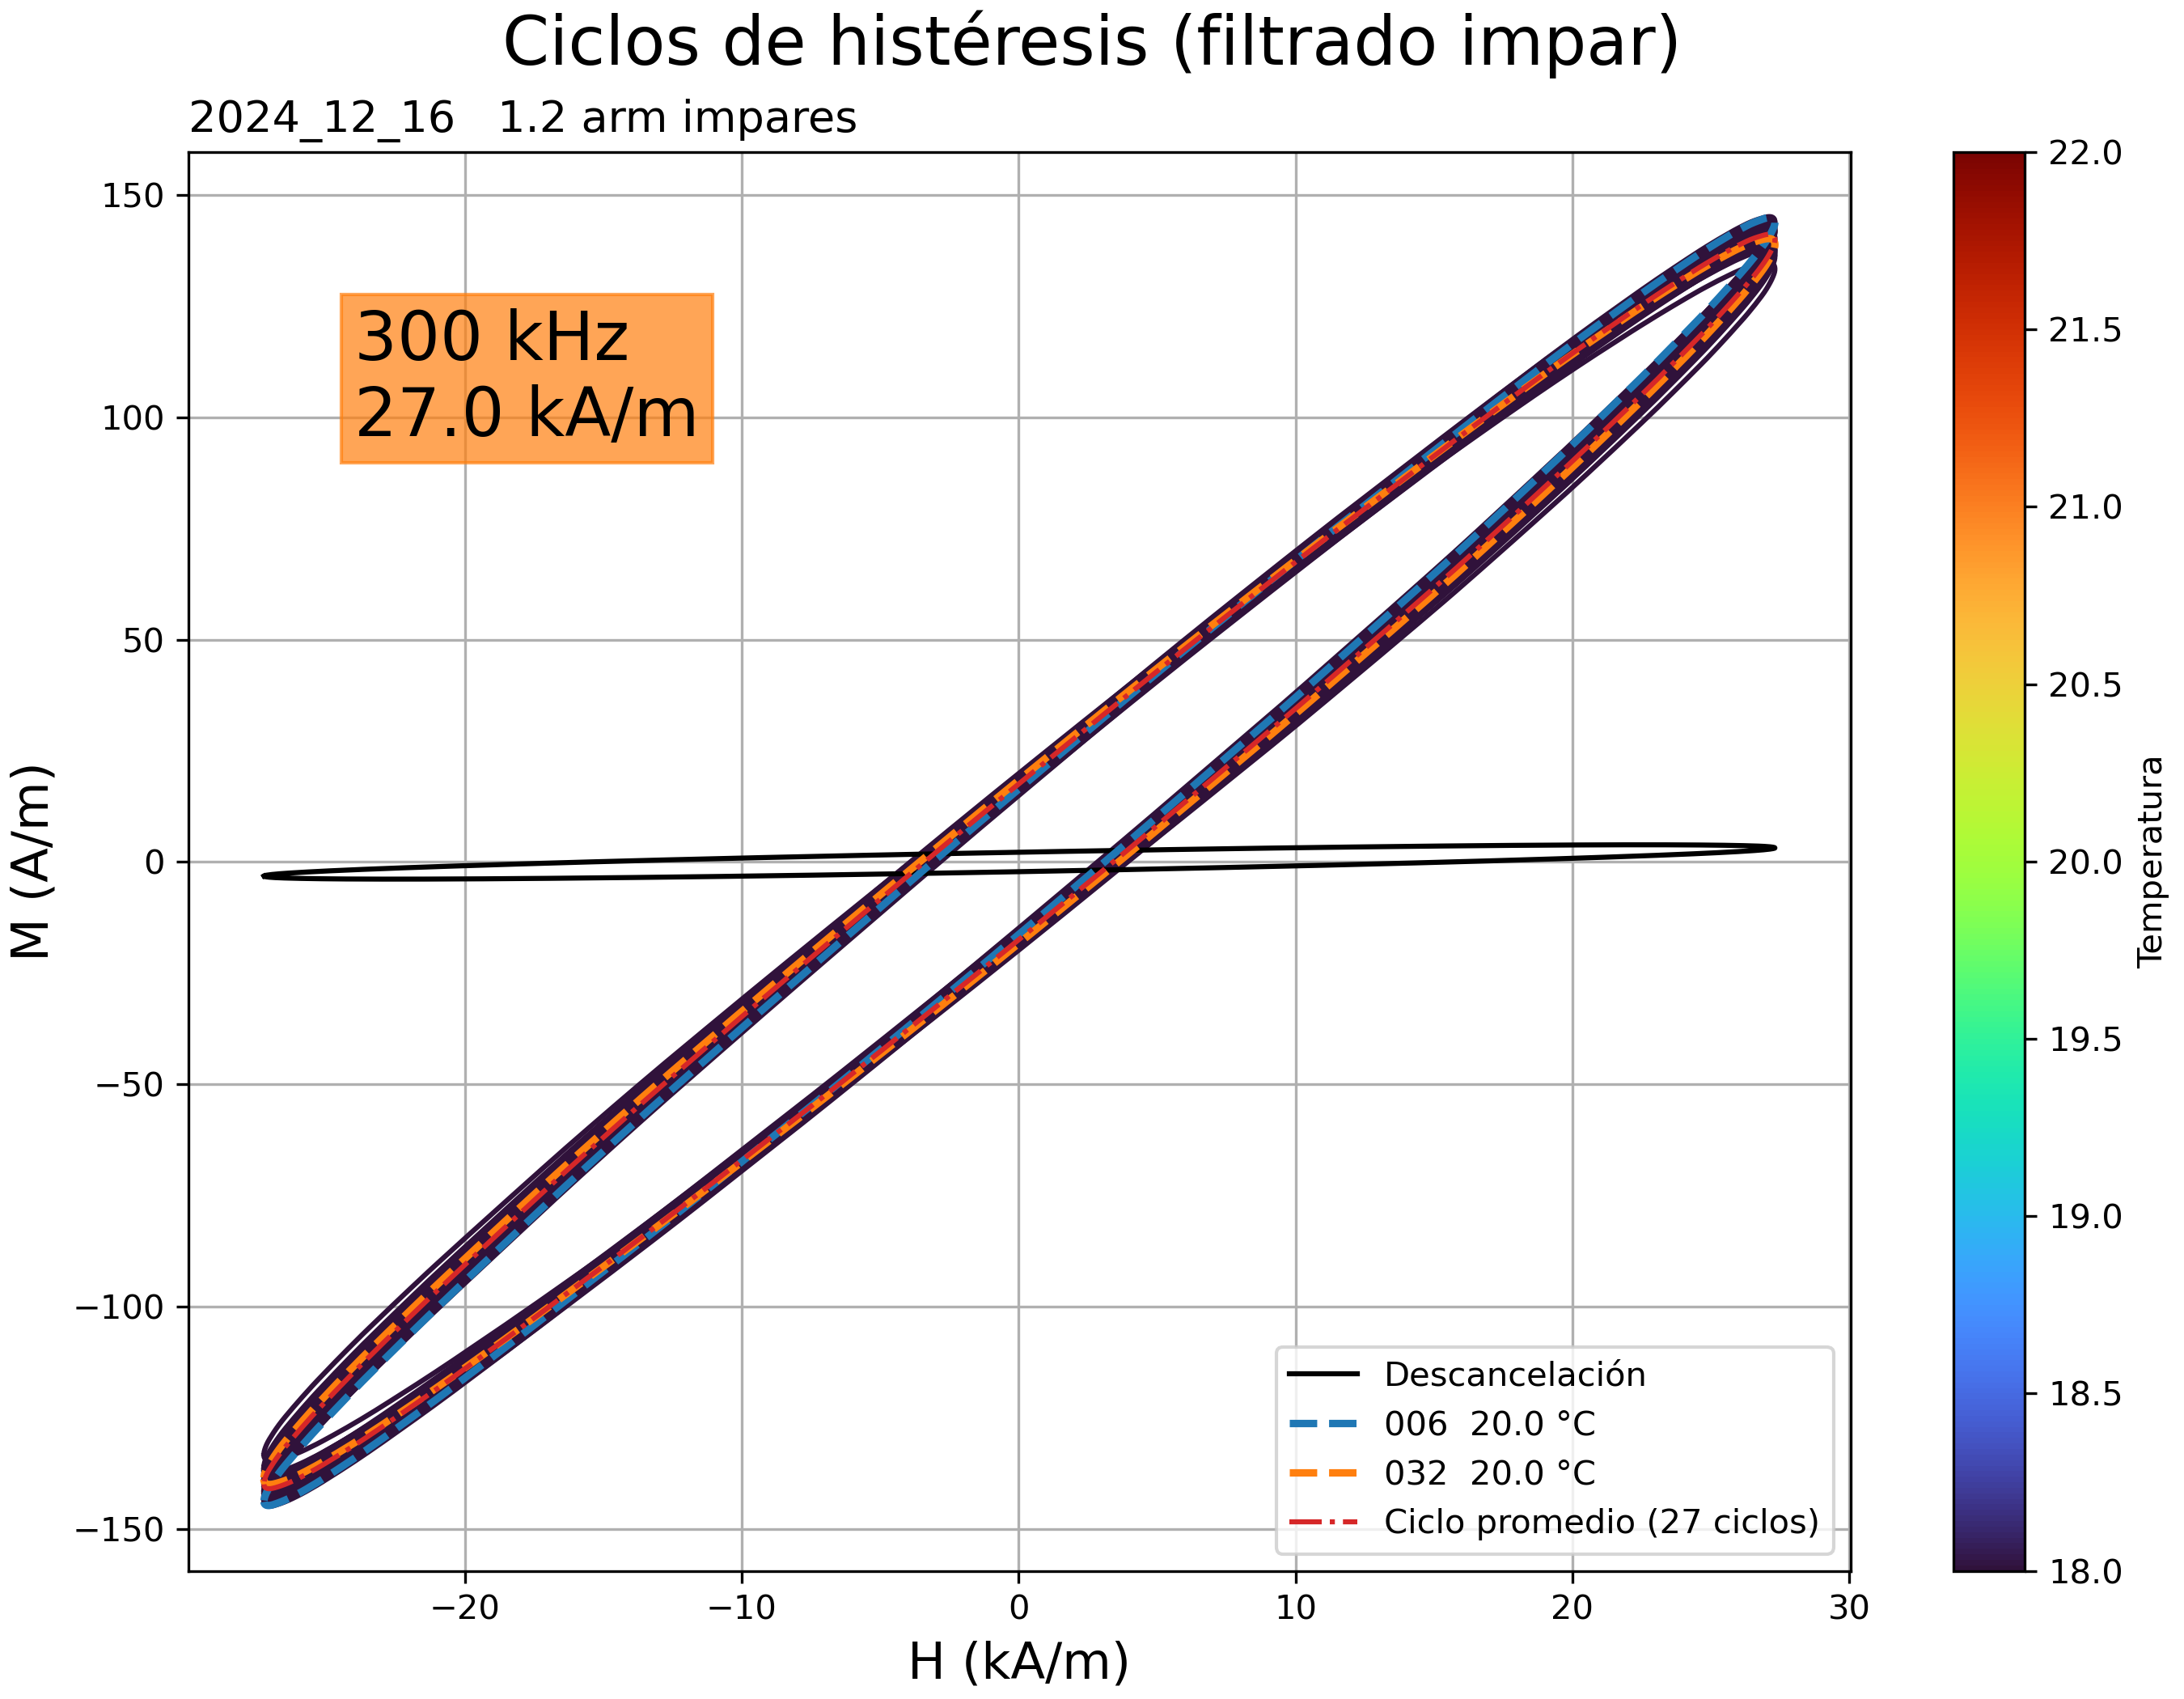 Ciclos de histéresis (filtrado impar)
2024_12_16   1.2 arm impares
300 kHz
27.0 kA/m
M (A/m)
150
100
50
0
−50
−100
−150
−20
−10
0
10
20
30
H (kA/m)
Descancelación
006  20.0 °C
032  20.0 °C
Ciclo promedio (27 ciclos)
22.0
21.5
21.0
20.5
20.0
19.5
19.0
18.5
18.0
Temperatura